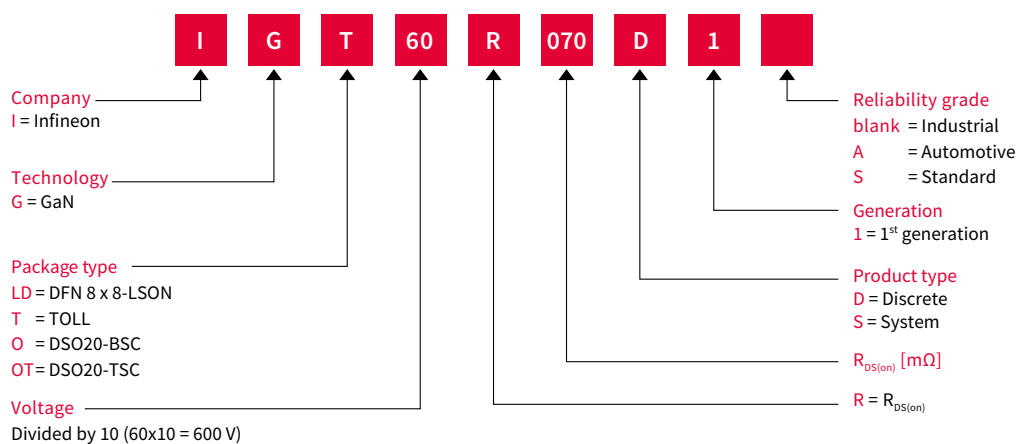 I G T 60 R 070 D 1
Company
I = Infineon
Technology
G = GaN
Package type
LD = DFN 8 x 8-LSON
T = TOLL
O = DSO20-BSC
OT = DSO20-TSC
Voltage
Divided by 10 (60x10 = 600 V)
Reliability grade
blank = Industrial
A = Automotive
S = Standard
Generation
1 = 1st generation
Product type
D = Discrete
S = System
RDS(on) [mΩ]
R = RDS(on)